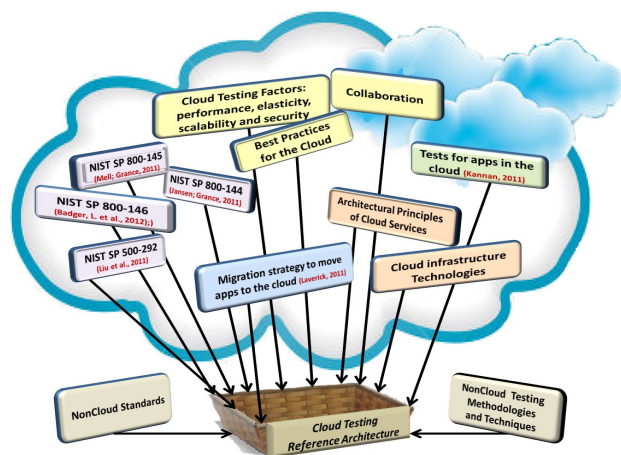 Cloud Testing Factors:
performance, elasticity,
scalability and security
Collaboration
Best Practices
for the Cloud
NIST SP 800-145
(Mell; Grance, 2011)
NIST SP 800-144
(Jansen; Grance, 2011)
Tests for apps in the
cloud (Kannan, 2011)
NIST SP 800-146
(Badger, L. et al., 2012);)
Architectural Principles
of Cloud Services
NIST SP 500-292
(Liu et al., 2011)
Migration strategy to move
apps to the cloud (Laverick, 2011)
Cloud infrastructure
Technologies
NonCloud Standards
Cloud Testing
Reference Architecture
NonCloud Testing
Methodologies
and Techniques